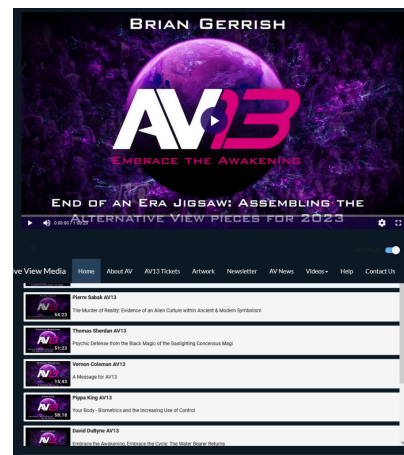 BRIAN GERRISH
AV13
EMBRACE THE AWAKENING
END OF AN ERA JIGSAW: ASSEMBLING THE
ALTERNATIVE VIEW PIECES FOR 2023
ive View Media Home About AV AV13 Tickets Artwork Newsletter AV News Videos Help Contact Us
54:23
Pierre Sabak AV13
The Murder of Reality: Evidence of an Alien Culture within Ancient & Modern Symbolism
51:23
Thomas Sheridan AV13
Psychic Defense from the Black Magic of the Gaslighting Concensus Magi
15:43
Vernon Coleman AV13
A Message for AV13
58:18
Pippa King AV13
Your Body - Biometrics and the Increasing Use of Control
David DuByne AV13
Embrace the Awakening, Embrace the Cycle: The Water Bearer Returns